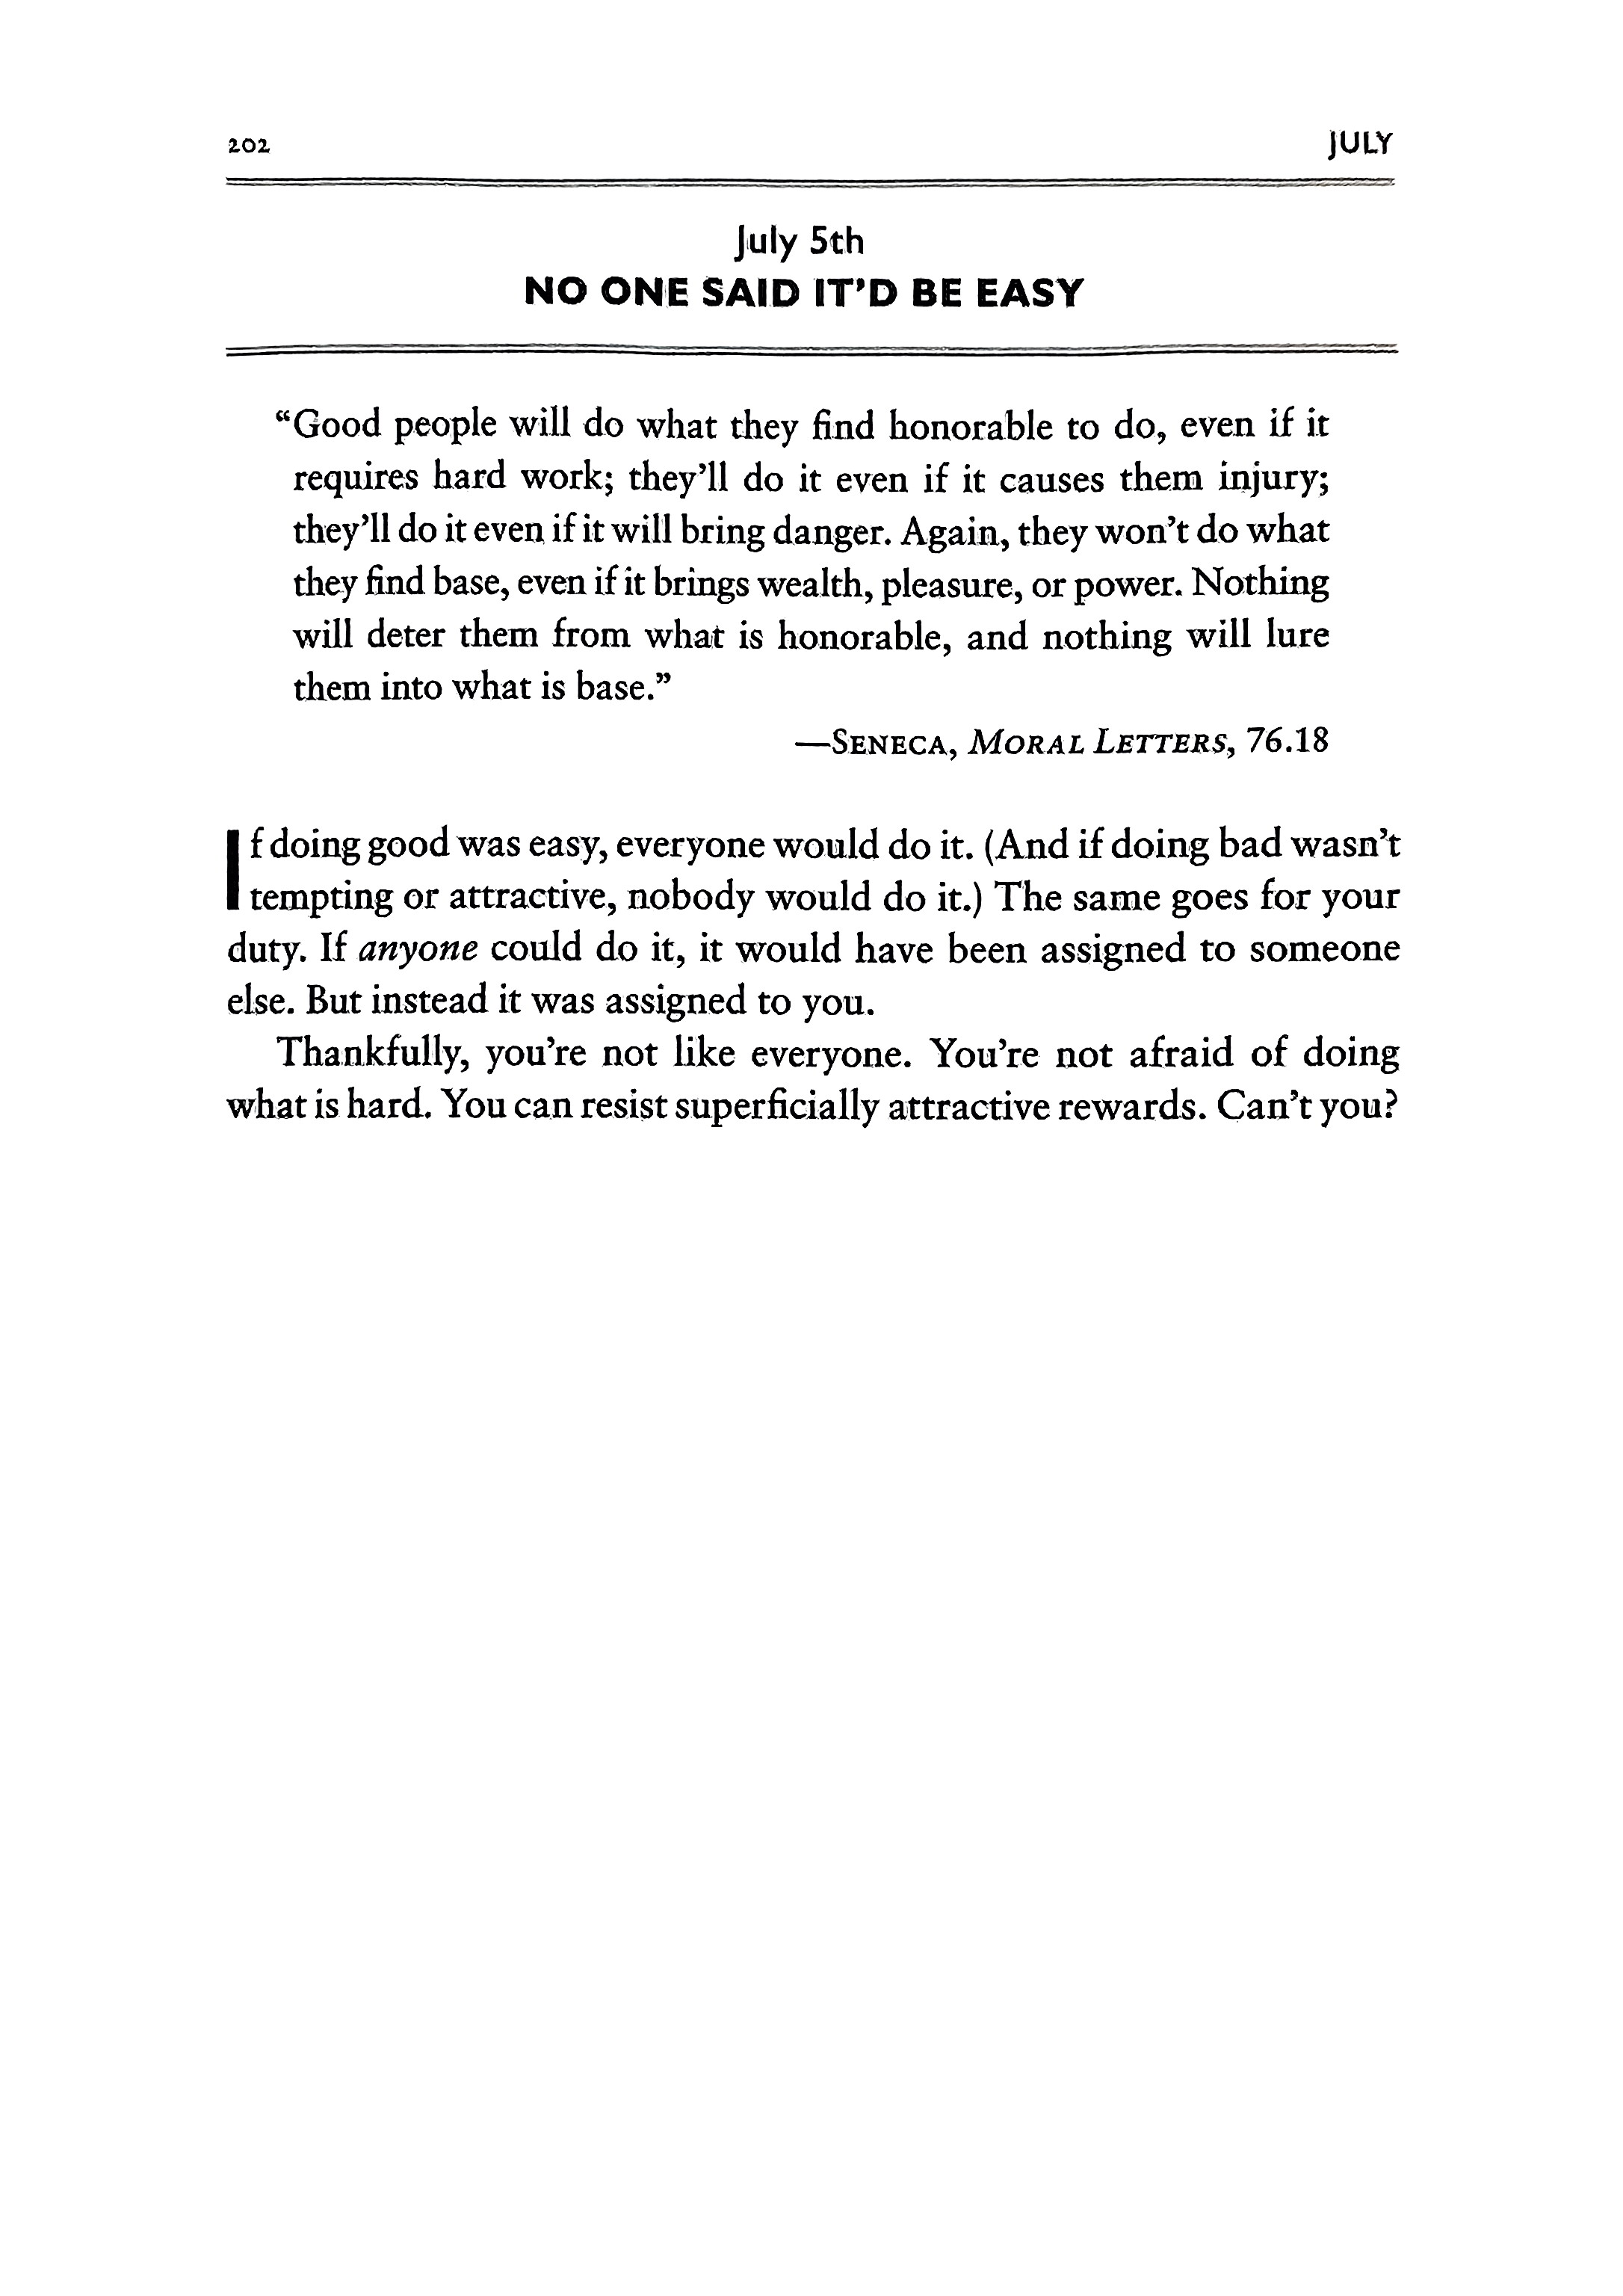 202
JULY
July 5th
NO ONE SAID IT’D BE EASY
“Good people will do what they find honorable to do, even if it
requires hard work; they’ll do it even if it causes them injury;
they’ll do it even if it will bring danger. Again, they won’t do what
they find base, even if it brings wealth, pleasure, or power. Nothing
will deter them from what is honorable, and nothing will lure
them into what is base.”
—SENECA, MORAL LETTERS, 76.18
If doing good was easy, everyone would do it. (And if doing bad wasn’t
tempting or attractive, nobody would do it.) The same goes for your
duty. If anyone could do it, it would have been assigned to someone
else. But instead it was assigned to you.
Thankfully, you’re not like everyone. You’re not afraid of doing
what is hard. You can resist superficially attractive rewards. Can’t you?